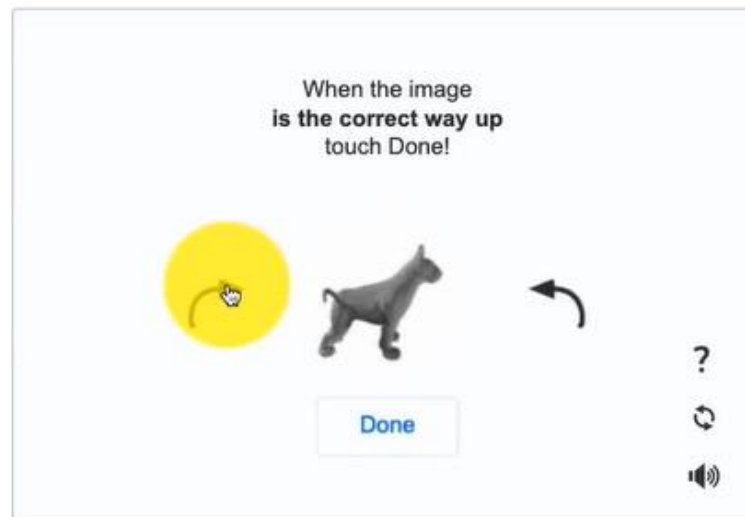 When the image
is the correct way up
touch Done!
?
Done